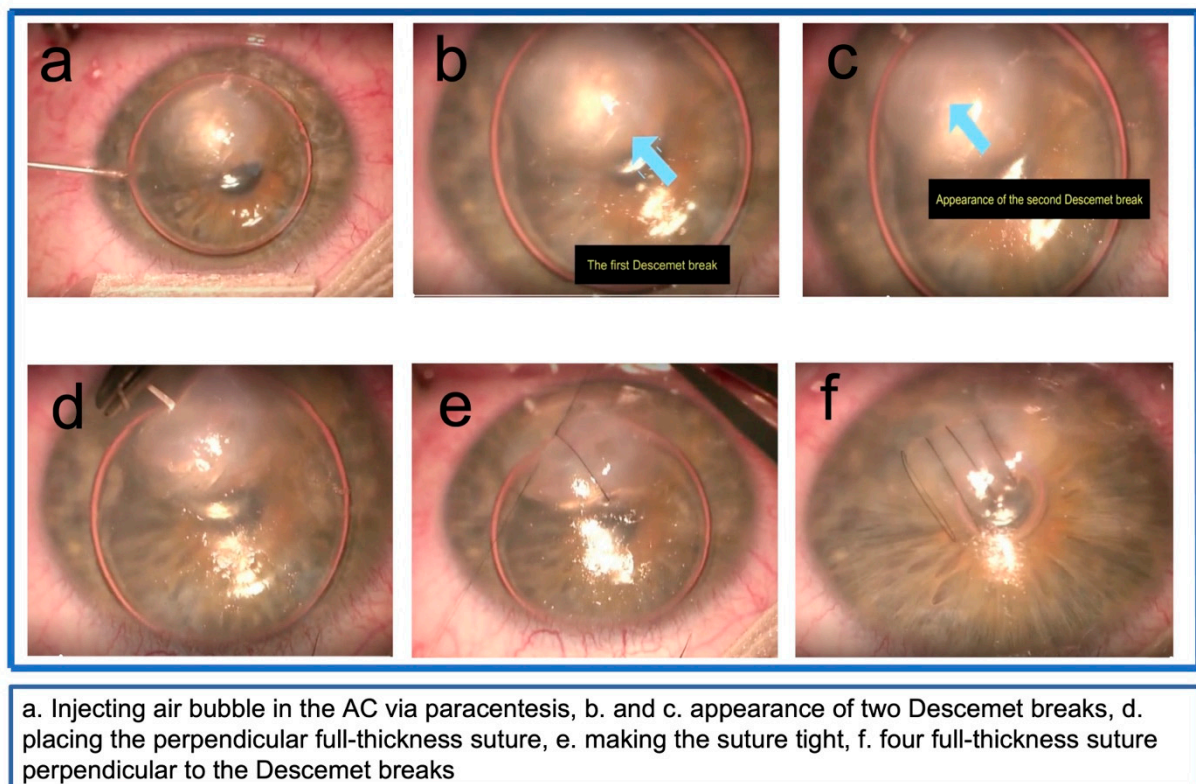 a
b
c
The first Descemet break
Appearance of the second Descemet break
d
e
f
a. Injecting air bubble in the AC via paracentesis, b. and c. appearance of two Descemet breaks, d.
placing the perpendicular full-thickness suture, e. making the suture tight, f. four full-thickness suture
perpendicular to the Descemet breaks